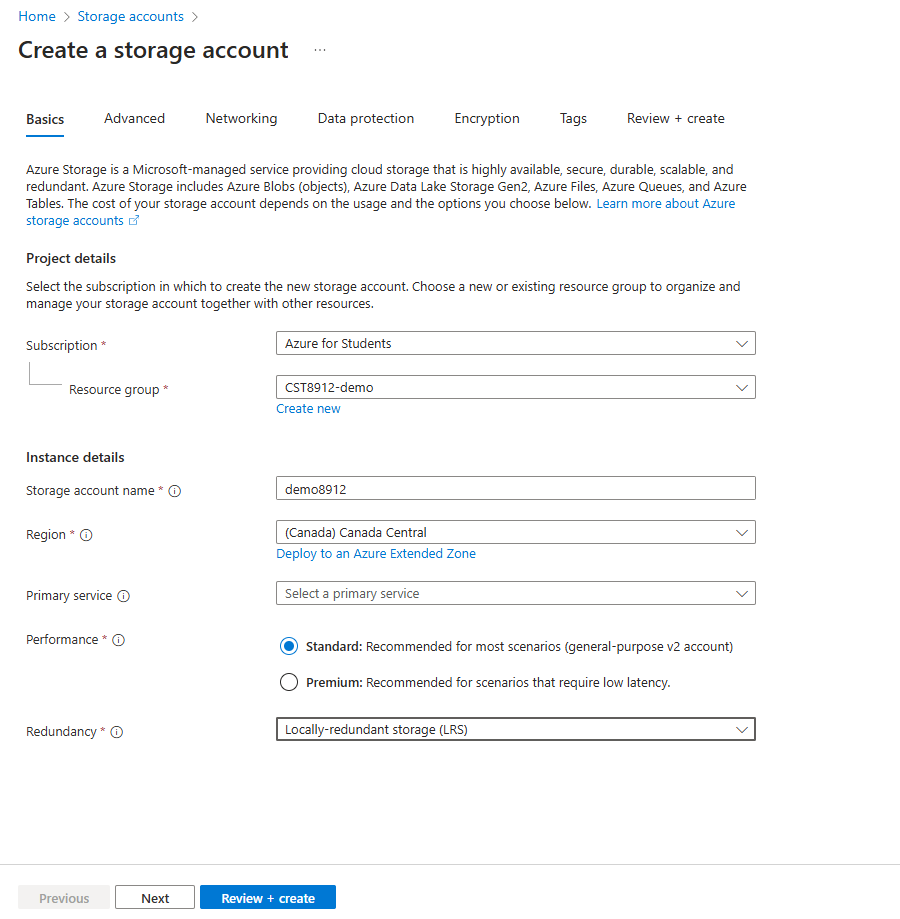 Home > Storage accounts >
Create a storage account ...
Basics Advanced Networking Data protection Encryption Tags Review + create
Azure Storage is a Microsoft-managed service providing cloud storage that is highly available, secure, durable, scalable, and
redundant. Azure Storage includes Azure Blobs (objects), Azure Data Lake Storage Gen2, Azure Files, Azure Queues, and Azure
Tables. The cost of your storage account depends on the usage and the options you choose below. Learn more about Azure
storage accounts
Project details
Select the subscription in which to create the new storage account. Choose a new or existing resource group to organize and
manage your storage account together with other resources.
Subscription * Azure for Students
Resource group * CST8912-demo
Create new
Instance details
Storage account name * demo8912
Region * (Canada) Canada Central
Deploy to an Azure Extended Zone
Primary service Select a primary service
Performance * Standard: Recommended for most scenarios (general-purpose v2 account)
Premium: Recommended for scenarios that require low latency.
Redundancy * Locally-redundant storage (LRS)
Previous Next Review + create